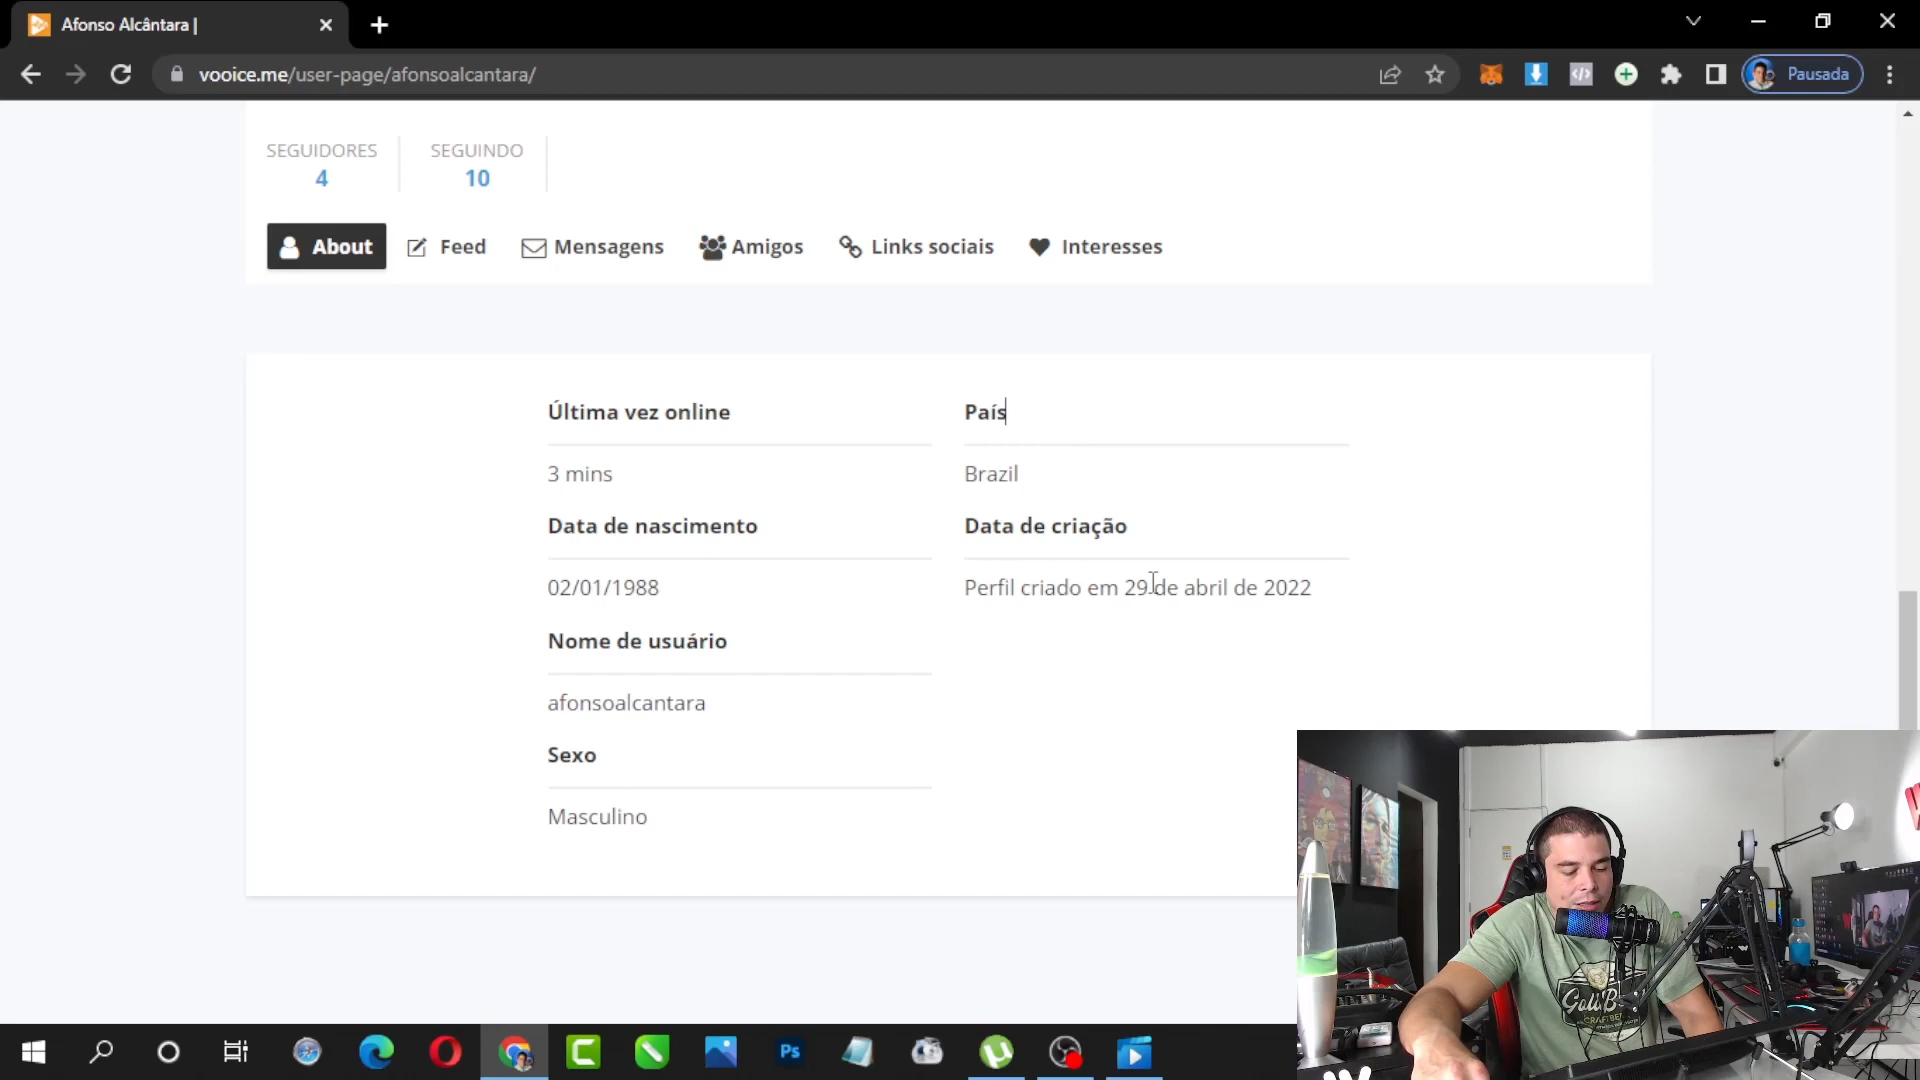 Afonso Alcântara |
vooice.me/user-page/afonsoalcantara/
Pausada
SEGUIDORES
4
SEGUINDO
10
About
Feed
Mensagens
Amigos
Links sociais
Interesses
Última vez online
3 mins
País
Brazil
Data de nascimento
02/01/1988
Data de criação
Perfil criado em 29 de abril de 2022
Nome de usuário
afonsoalcantara
Sexo
Masculino
Ps